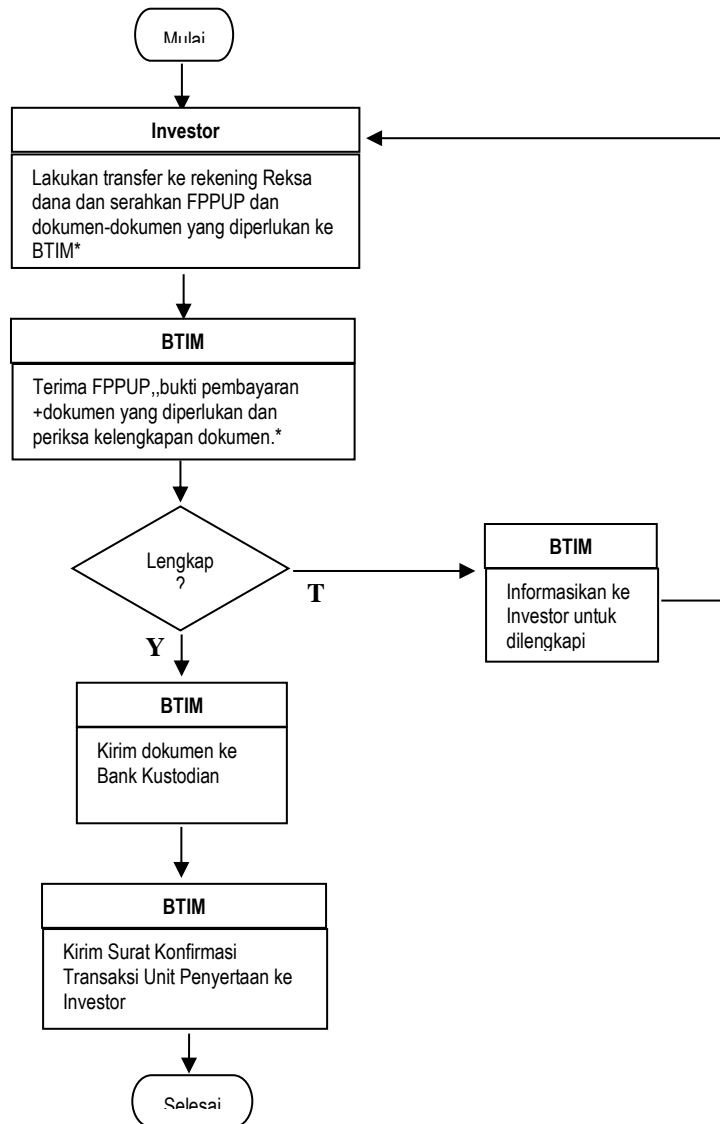 Mulai
Investor
Lakukan transfer ke rekening Reksa
dana dan serahkan FPPUP dan
dokumen-dokumen yang diperlukan ke
BTIM*
BTIM
Terima FPPUP,,bukti pembayaran
+dokumen yang diperlukan dan
periksa kelengkapan dokumen.*
Lengkap
?
T
BTIM
Informasikan ke
Investor untuk
dilengkapi
Y
BTIM
Kirim dokumen ke
Bank Kustodian
BTIM
Kirim Surat Konfirmasi
Transaksi Unit Penyertaan ke
Investor
Selesai